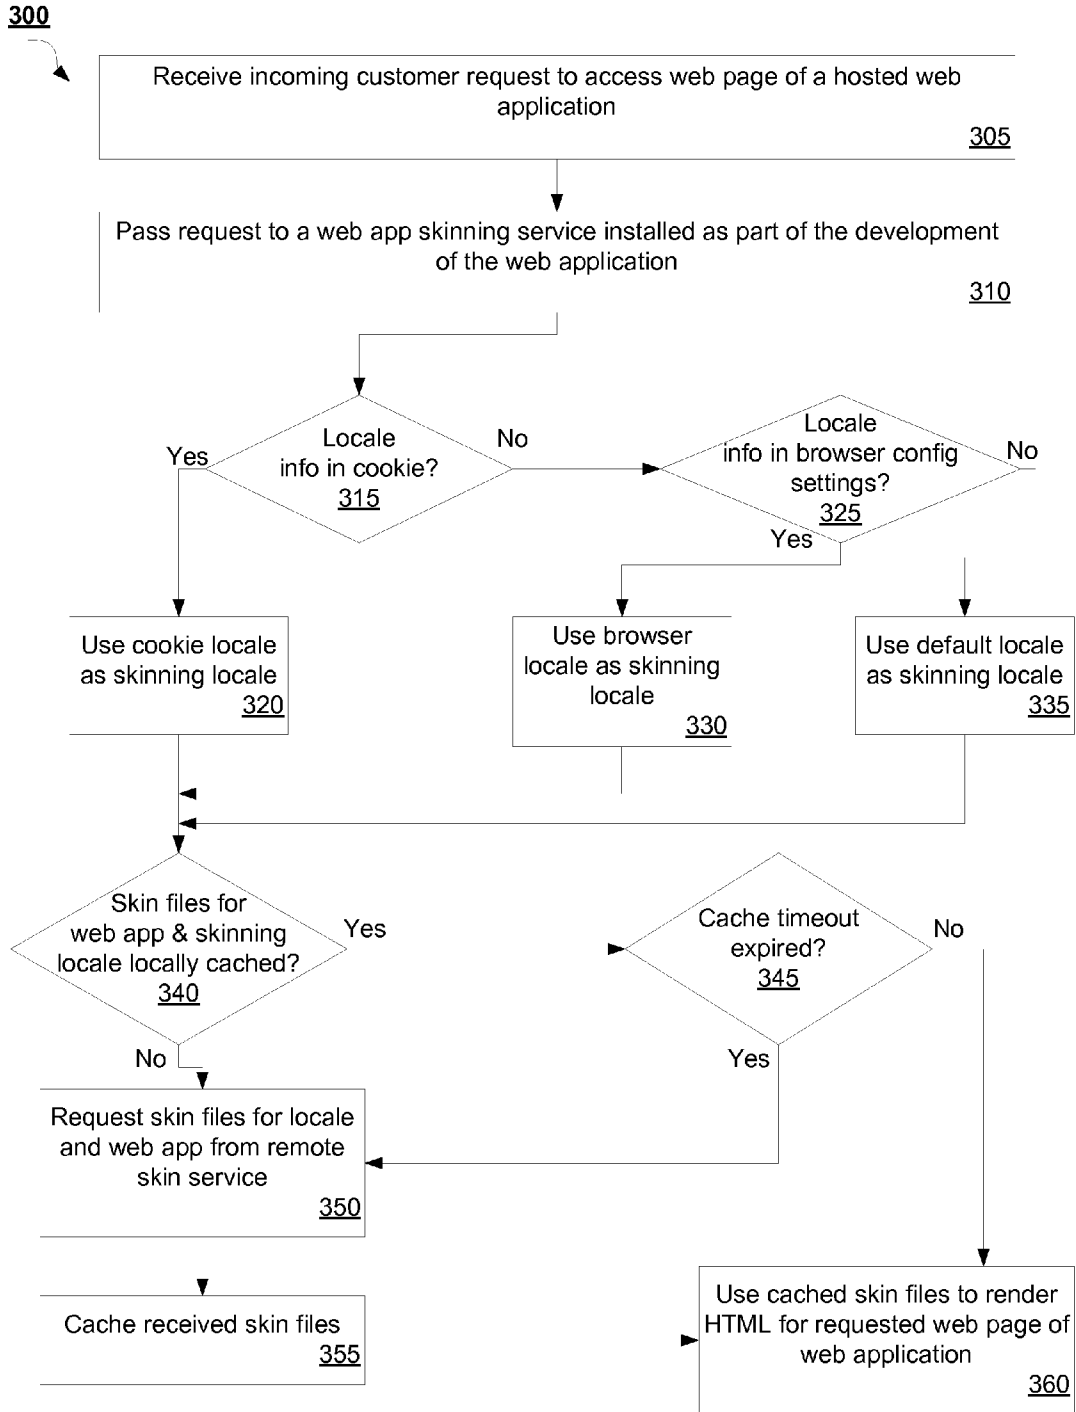 300
Receive incoming customer request to access web page of a hosted web
application
305
Pass request to a web app skinning service installed as part of the development
of the web application
310
Locale
info in cookie?
315
Yes
No
Locale
info in browser config
settings?
325
No
Yes
Use cookie locale
as skinning locale
320
Use browser
locale as skinning
locale
330
Use default locale
as skinning locale
335
Skin files for
web app & skinning
locale locally cached?
340
Yes
No
Cache timeout
expired?
345
No
Yes
Request skin files for locale
and web app from remote
skin service
350
Cache received skin files
355
Use cached skin files to render
HTML for requested web page of
web application
360